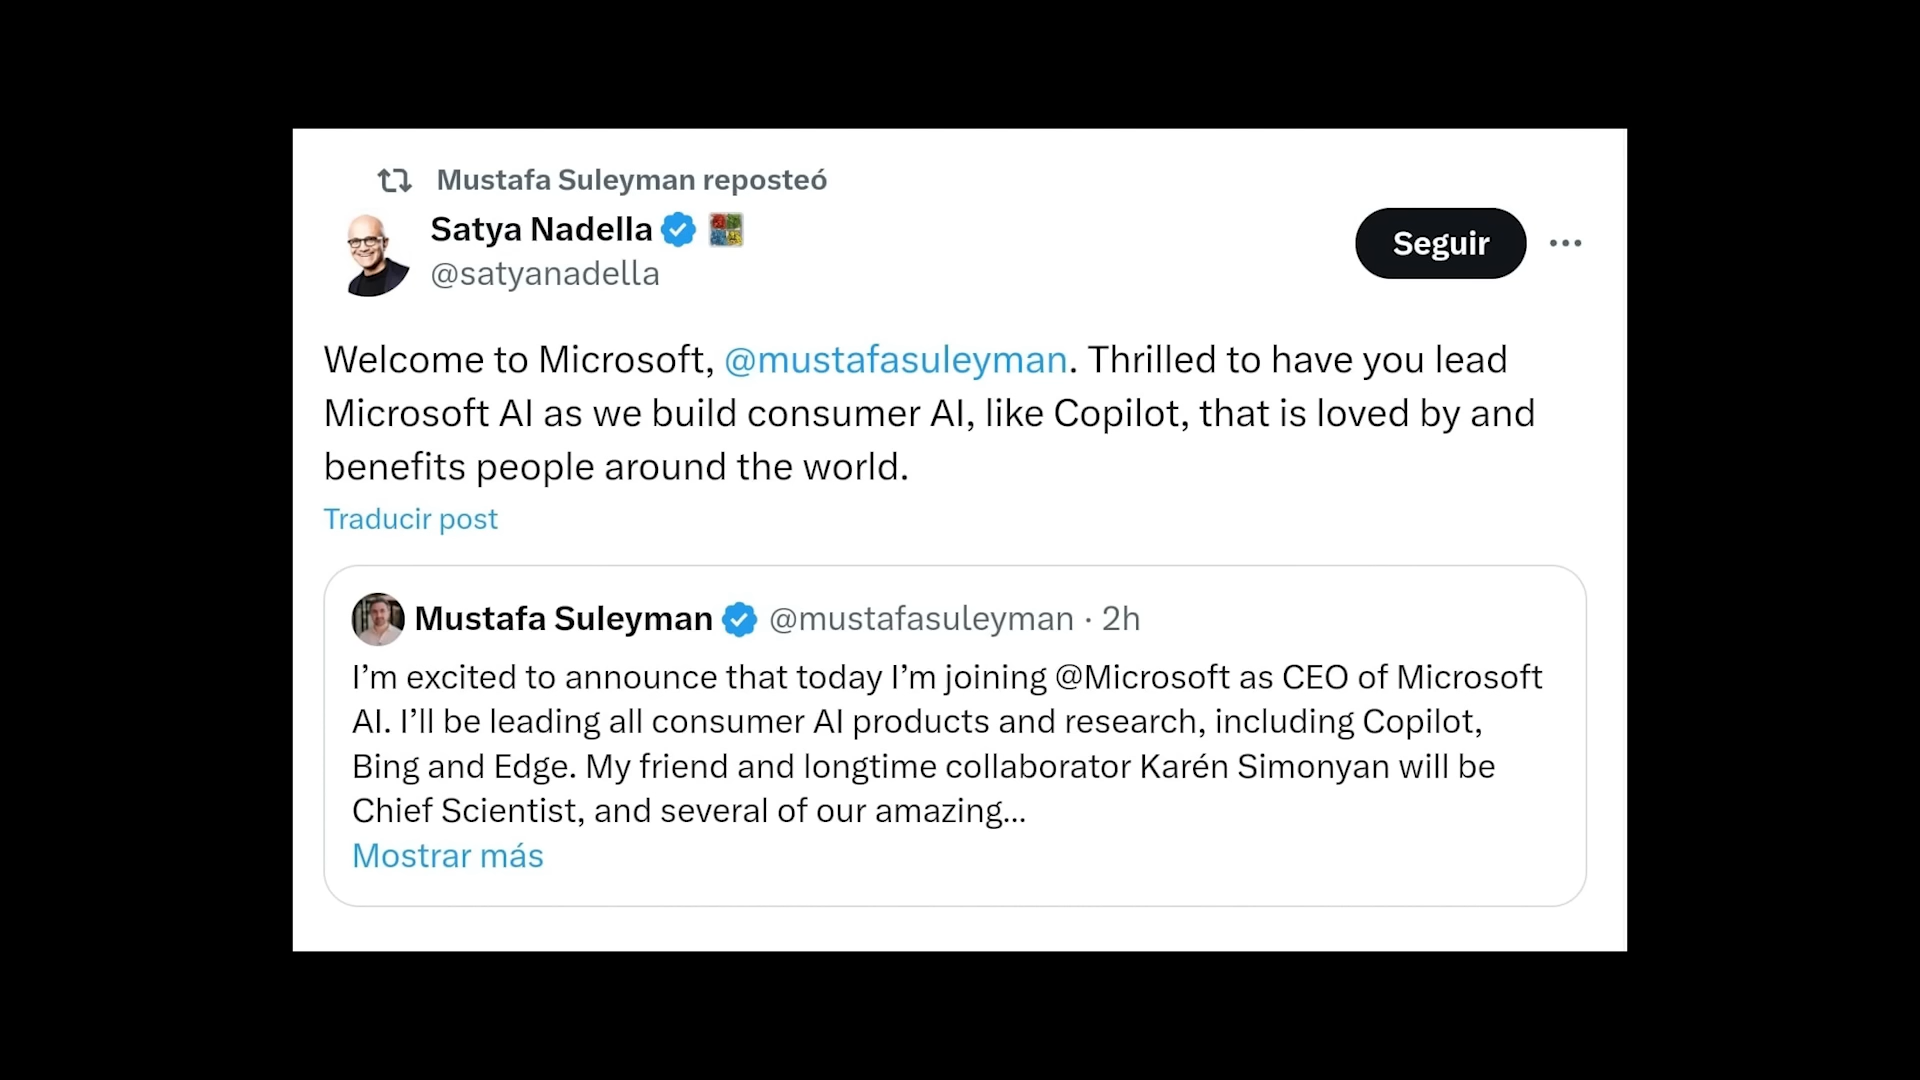 Mustafa Suleyman reposteó
Satya Nadella
@satyanadella
Seguir
Welcome to Microsoft, @mustafasuleyman. Thrilled to have you lead
Microsoft AI as we build consumer AI, like Copilot, that is loved by and
benefits people around the world.
Traducir post
Mustafa Suleyman @mustafasuleyman · 2h
I’m excited to announce that today I’m joining @Microsoft as CEO of Microsoft
AI. I’ll be leading all consumer AI products and research, including Copilot,
Bing and Edge. My friend and longtime collaborator Karén Simonyan will be
Chief Scientist, and several of our amazing...
Mostrar más